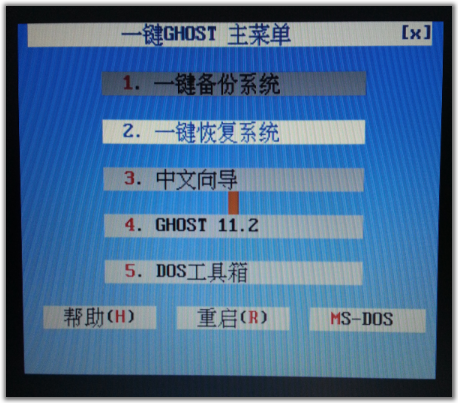 一键GHOST 主菜单 [x]
1. 一键备份系统
2. 一键恢复系统
3. 中文向导
4. GHOST 11.2
5. DOS工具箱
帮助(H) 重启(R) MS-DOS